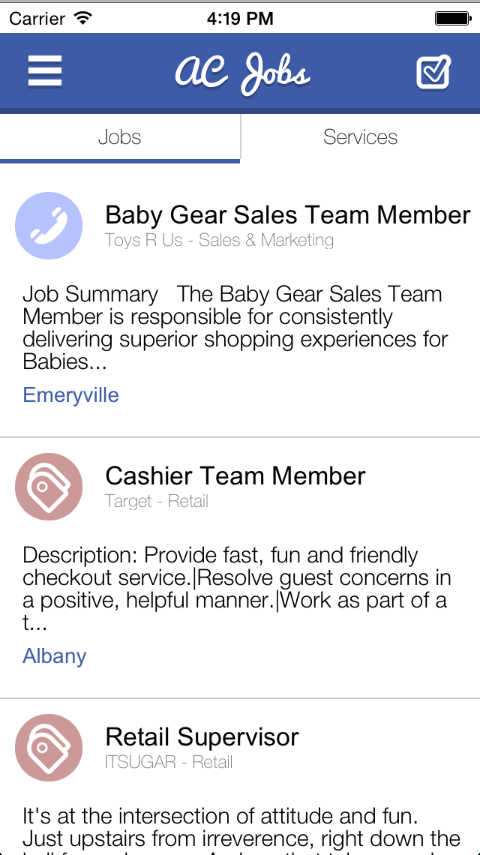 Carrier 4:19 PM
AC Jobs
Jobs Services
Baby Gear Sales Team Member
Toys R Us - Sales & Marketing
Job Summary   The Baby Gear Sales Team
Member is responsible for consistently
delivering superior shopping experiences for
Babies...
Emeryville
Cashier Team Member
Target - Retail
Description: Provide fast, fun and friendly
checkout service.|Resolve guest concerns in
a positive, helpful manner.|Work as part of a
t...
Albany
Retail Supervisor
ITSUGAR - Retail
It's at the intersection of attitude and fun.
Just upstairs from irreverence, right down the